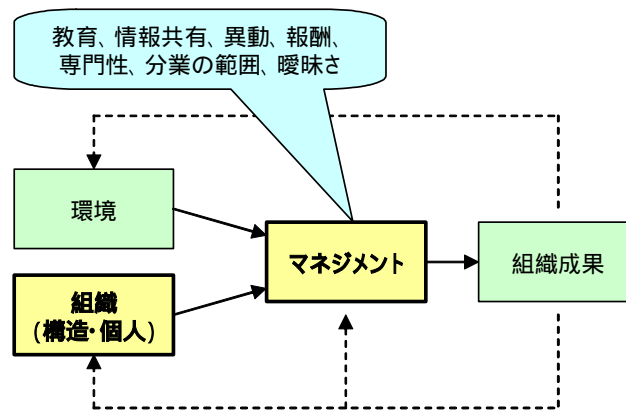 教育、情報共有、異動、報酬、
専門性、分業の範囲、曖昧さ
環境
マネジメント
組織成果
組織
(構造・個人)